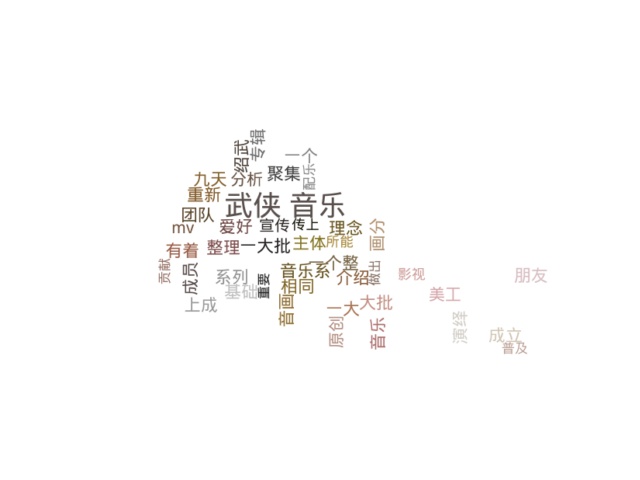 专辑
绍武
一个
配乐
九天
分析
聚集
重新
武侠 音乐
团队
mv
爱好
宣传
传上
理念
画分
有着
整理
一大批
主体
所能
一个整
贡献
成员
系列
重要
音乐系
介绍
做出
影视
朋友
基础
相同
美工
上成
音画
一大
大批
原创
音乐
演绎
成立
普及